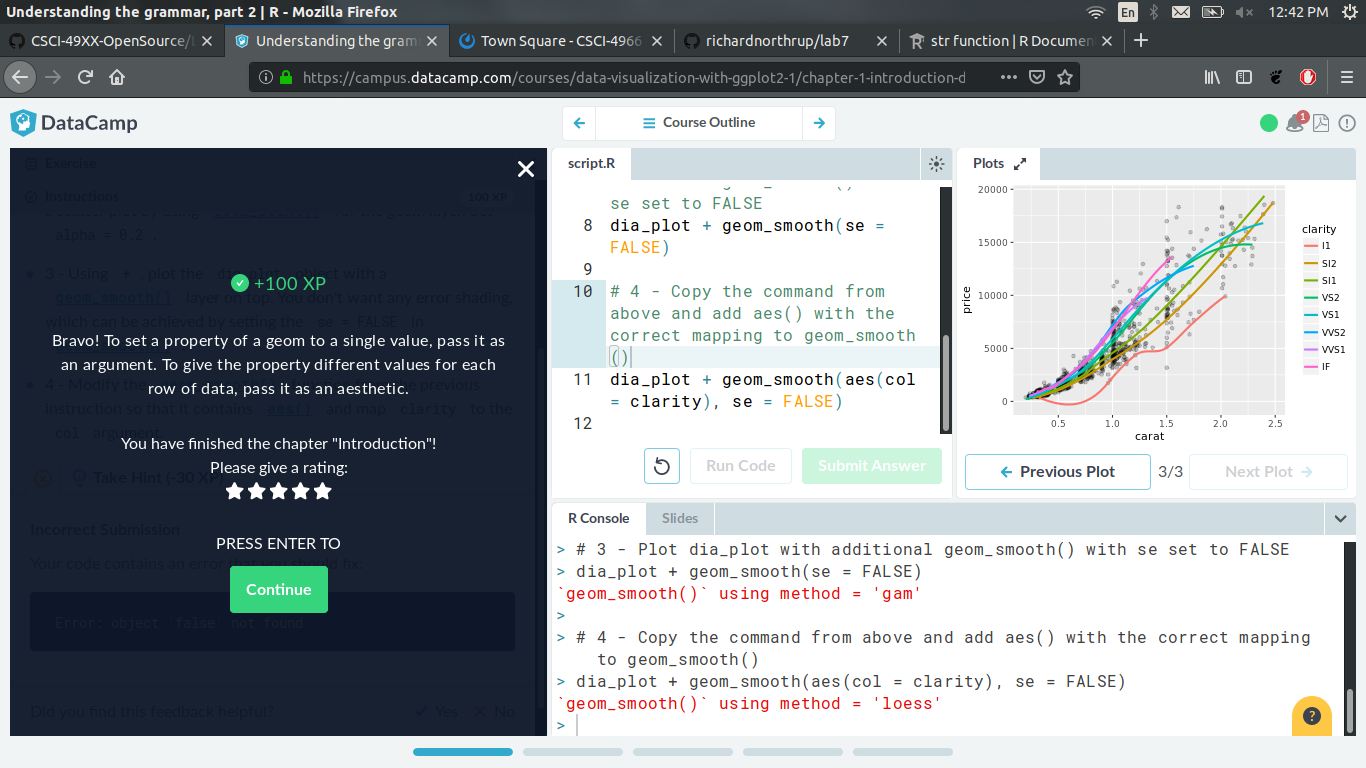 Understanding the grammar, part 2 | R - Mozilla Firefox
En
12:42 PM
CSCI-49XX-OpenSource/
Understanding the gram
Town Square - CSCI-4966
richardnorthrup/lab7
str function | R Documen
https://campus.datacamp.com/courses/data-visualization-with-ggplot2-1/chapter-1-introduction-d
DataCamp
Course Outline
1
Exercise
Instructions
100 XP
alpha = 0.2 .
3 - Using + , plot the dia_plot object with a
geom_smooth() layer on top. You don't want any error shading,
which can be achieved by setting the se = FALSE in
4 - Modify the previous
instruction so that it contains aes() and map clarity to the
col argument
Take Hint (-30 XP)
Incorrect Submission
Your code contains an error that you should fix:
Error: object 'false' not found
Did you find this feedback helpful?
Yes
No
+100 XP
Bravo! To set a property of a geom to a single value, pass it as
an argument. To give the property different values for each
row of data, pass it as an aesthetic.
You have finished the chapter "Introduction"!
Please give a rating:
PRESS ENTER TO
Continue
script.R
se set to FALSE
8 dia_plot + geom_smooth(se =
FALSE)
9
10 # 4 - Copy the command from
above and add aes() with the
correct mapping to geom_smooth
()
11 dia_plot + geom_smooth(aes(col
= clarity), se = FALSE)
12
Run Code
Submit Answer
Plots
20000
15000
10000
5000
0
price
0.5 1.0 1.5 2.0 2.5
carat
clarity
I1
SI2
SI1
VS2
VS1
VVS2
VVS1
IF
Previous Plot
3/3
Next Plot
R Console
Slides
> # 3 - Plot dia_plot with additional geom_smooth() with se set to FALSE
> dia_plot + geom_smooth(se = FALSE)
`geom_smooth()` using method = 'gam'
>
> # 4 - Copy the command from above and add aes() with the correct mapping
to geom_smooth()
> dia_plot + geom_smooth(aes(col = clarity), se = FALSE)
`geom_smooth()` using method = 'loess'
>
?